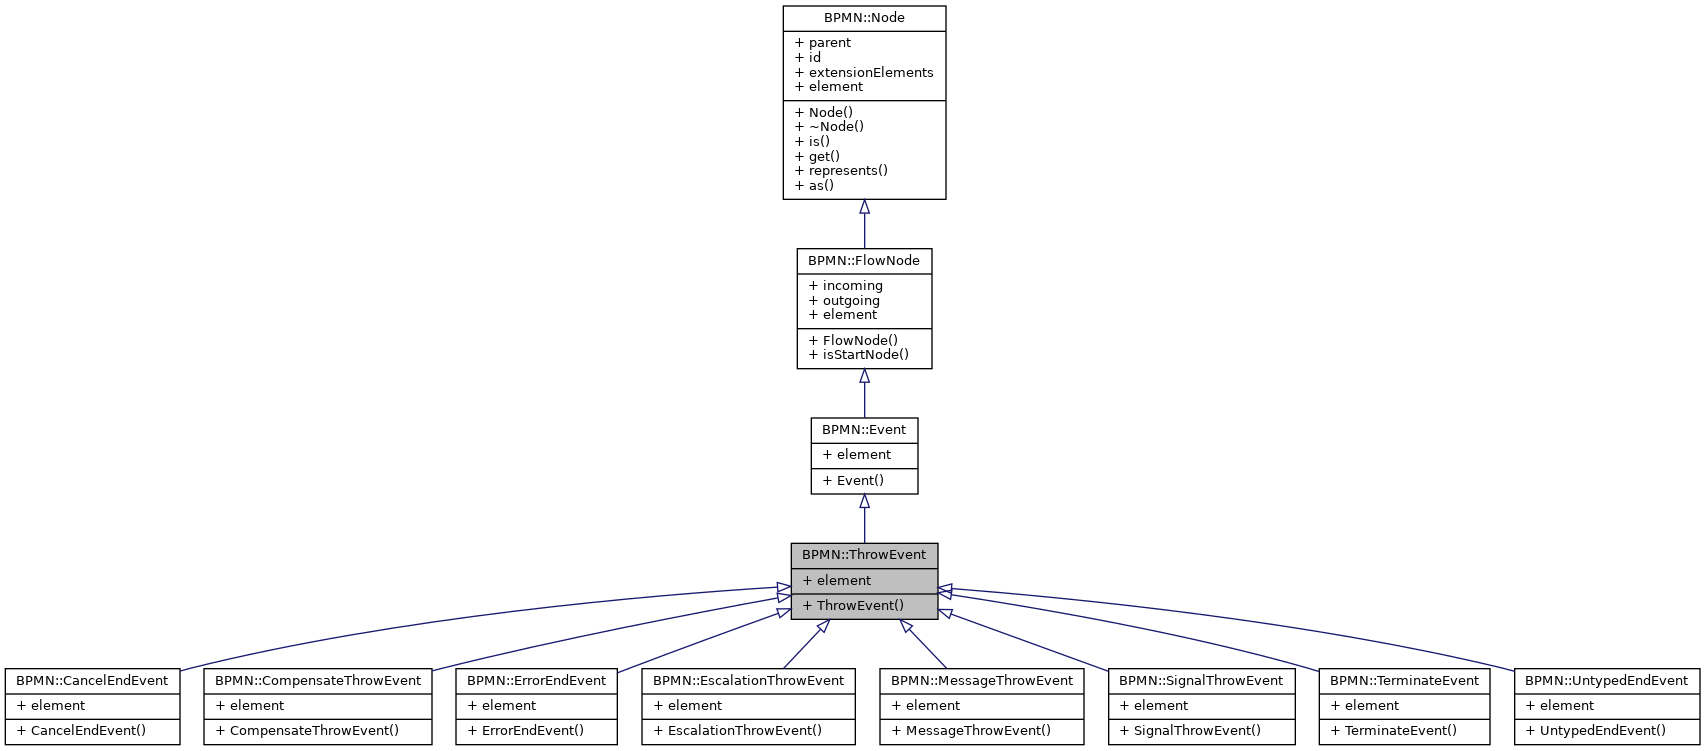 BPMN::Node
+ parent
+ id
+ extensionElements
+ element
+ Node()
+ ~Node()
+ is()
+ get()
+ represents()
+ as()
BPMN::FlowNode
+ incoming
+ outgoing
+ element
+ FlowNode()
+ isStartNode()
BPMN::Event
+ element
+ Event()
BPMN::ThrowEvent
+ element
+ ThrowEvent()
BPMN::CancelEndEvent
+ element
+ CancelEndEvent()
BPMN::CompensateThrowEvent
+ element
+ CompensateThrowEvent()
BPMN::ErrorEndEvent
+ element
+ ErrorEndEvent()
BPMN::EscalationThrowEvent
+ element
+ EscalationThrowEvent()
BPMN::MessageThrowEvent
+ element
+ MessageThrowEvent()
BPMN::SignalThrowEvent
+ element
+ SignalThrowEvent()
BPMN::TerminateEvent
+ element
+ TerminateEvent()
BPMN::UntypedEndEvent
+ element
+ UntypedEndEvent()